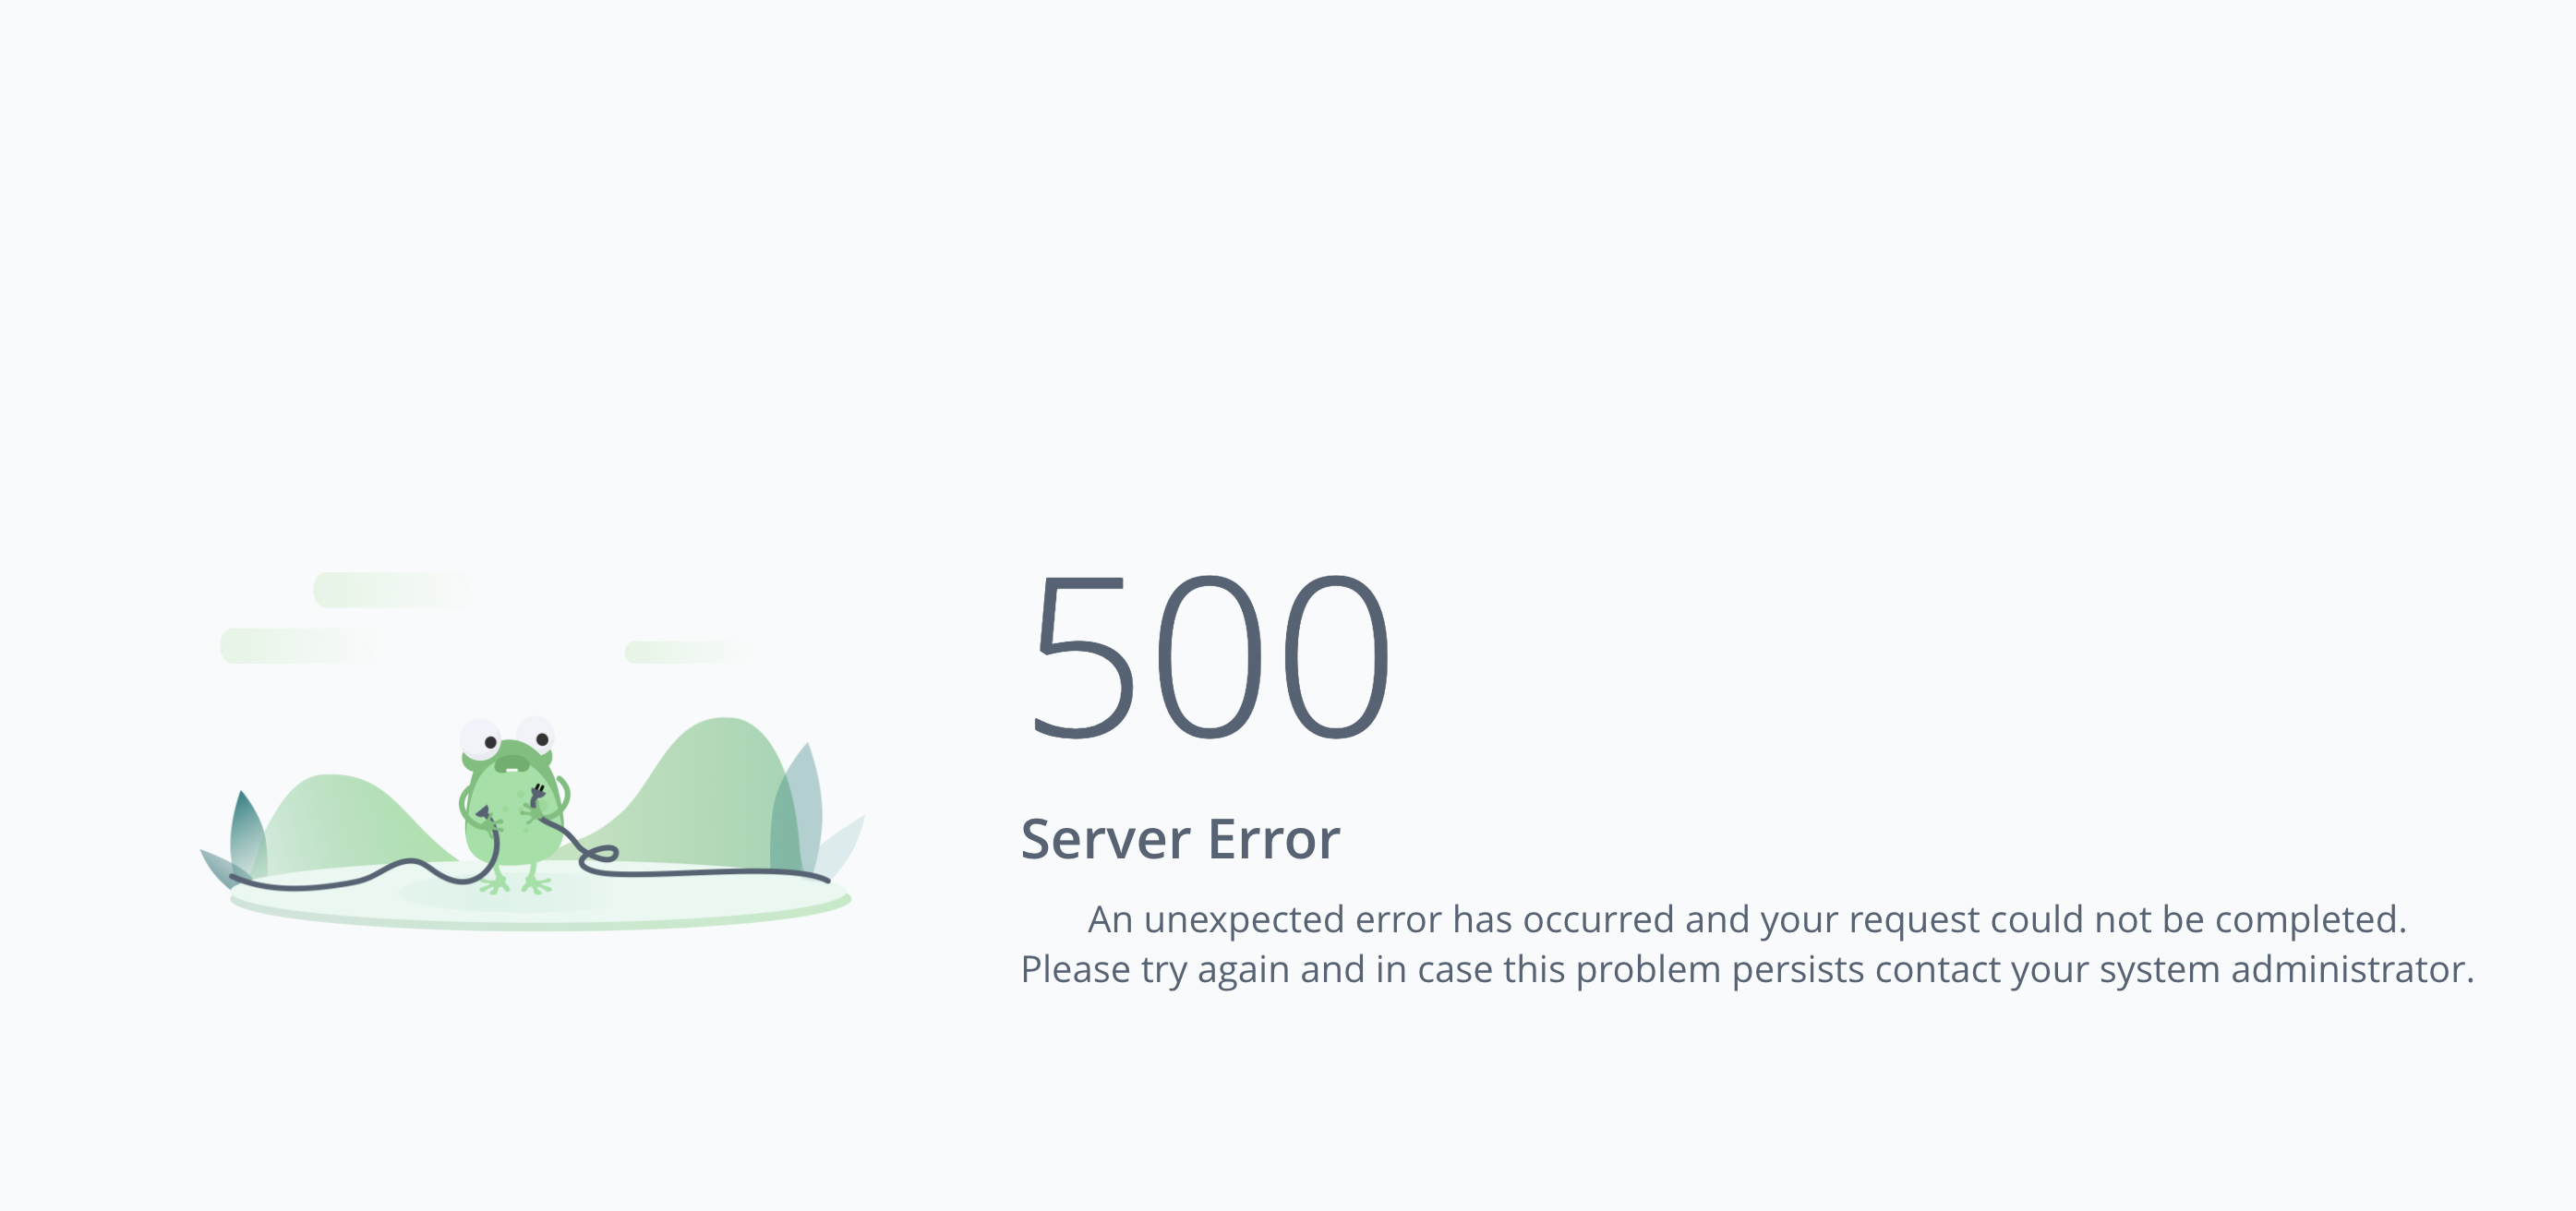 500
Server Error
An unexpected error has occurred and your request could not be completed.
Please try again and in case this problem persists contact your system administrator.